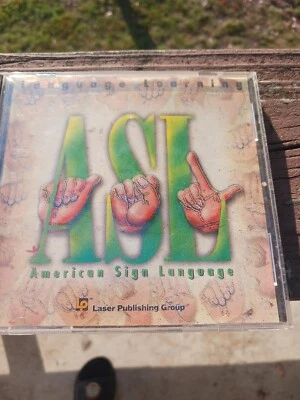 Language Learning
ASL
American Sign Language
Laser Publishing Group